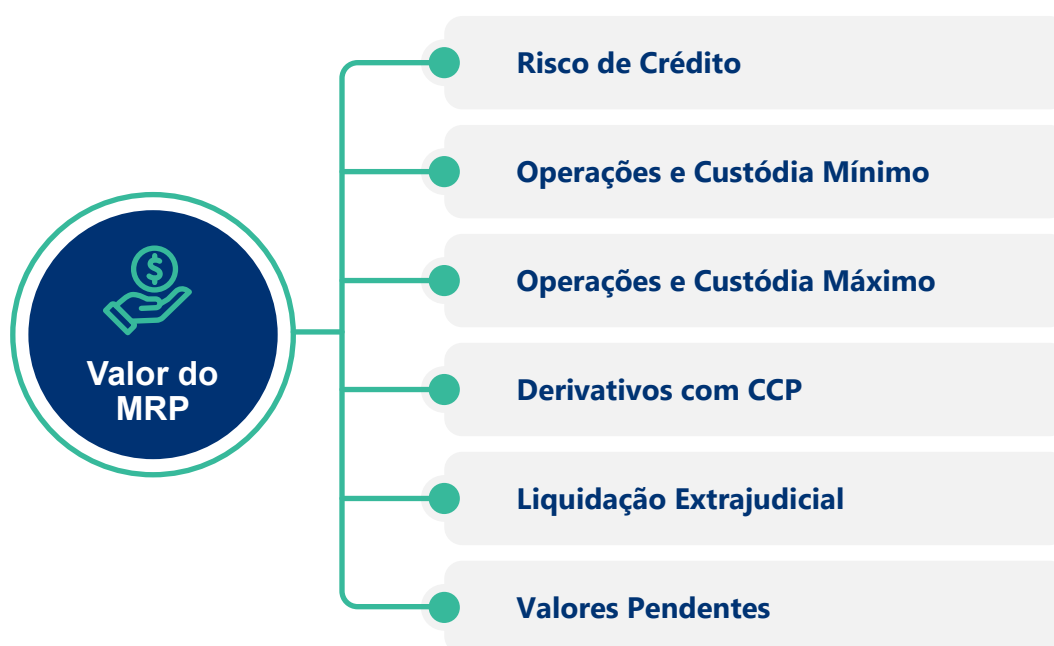 Valor do
MRP
Risco de Crédito
Operações e Custódia Mínimo
Operações e Custódia Máximo
Derivativos com CCP
Liquidação Extrajudicial
Valores Pendentes